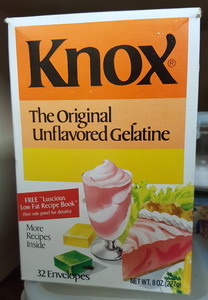 Knox®
The Original
Unflavored Gelatine
FREE "Luscious
Low Fat Recipe Book"
(See side panel for details)
More
Recipes
Inside
32 Envelopes
NET WT. 8 OZ. (227g)